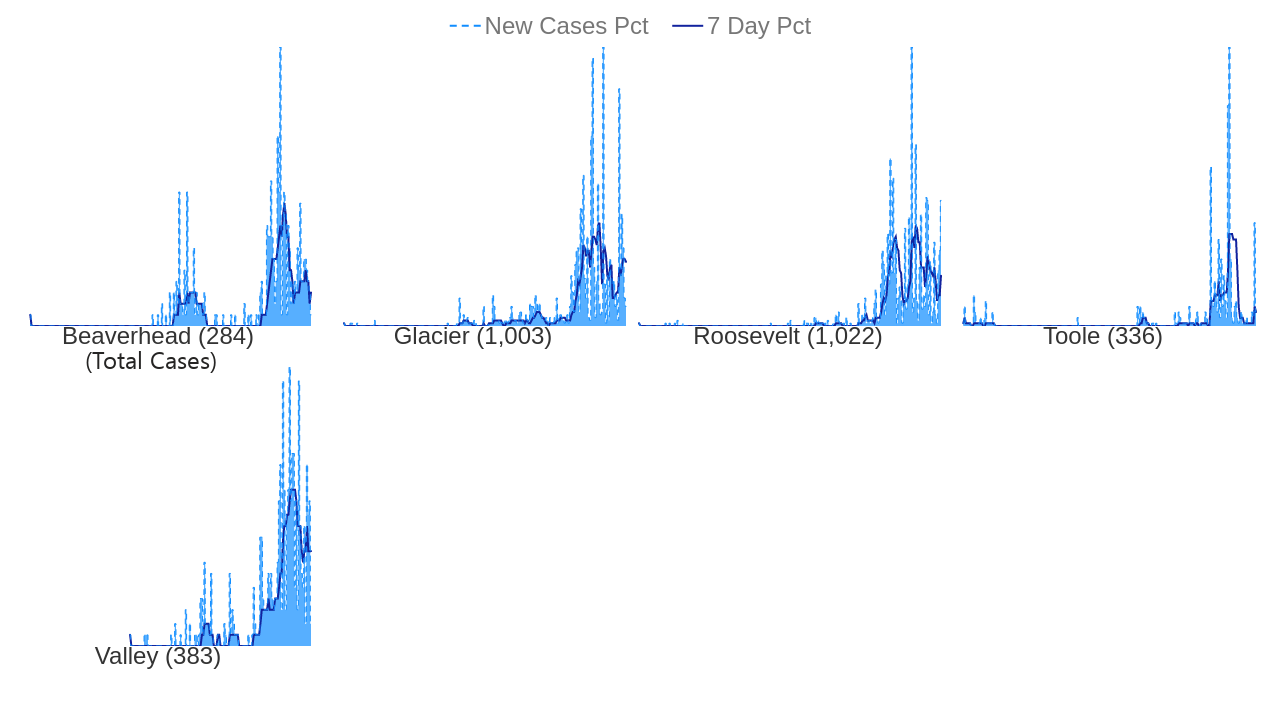 New Cases Pct 7 Day Pct
Beaverhead (284) Glacier (1,003) Roosevelt (1,022) Toole (336)
(Total Cases)
Valley (383)